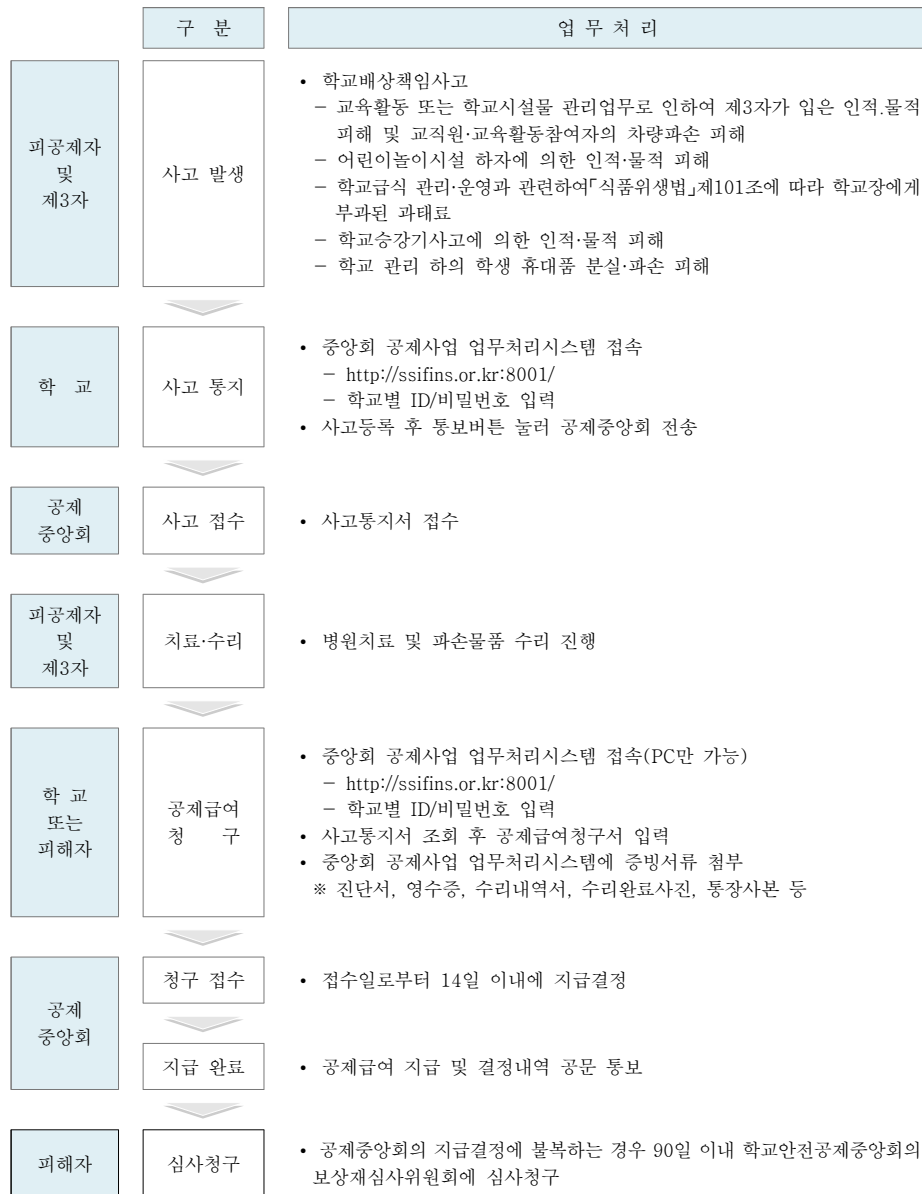 구 분
업 무 처 리
피공제자
및
제3자
사고 발생
• 학교배상책임사고
− 교육활동 또는 학교시설물 관리업무로 인하여 제3자가 입은 인적.물적
피해 및 교직원·교육활동참여자의 차량파손 피해
− 어린이놀이시설 하자에 의한 인적·물적 피해
− 학교급식 관리·운영과 관련하여「식품위생법」제101조에 따라 학교장에게
부과된 과태료
− 학교승강기사고에 의한 인적·물적 피해
− 학교 관리 하의 학생 휴대품 분실·파손 피해
학 교
사고 통지
• 중앙회 공제사업 업무처리시스템 접속
− http://ssifins.or.kr:8001/
− 학교별 ID/비밀번호 입력
• 사고등록 후 통보버튼 눌러 공제중앙회 전송
공제
중앙회
사고 접수
• 사고통지서 접수
피공제자
및
제3자
치료·수리
• 병원치료 및 파손물품 수리 진행
학 교
또는
피해자
공제급여
청 구
• 중앙회 공제사업 업무처리시스템 접속(PC만 가능)
− http://ssifins.or.kr:8001/
− 학교별 ID/비밀번호 입력
• 사고통지서 조회 후 공제급여청구서 입력
• 중앙회 공제사업 업무처리시스템에 증빙서류 첨부
※ 진단서, 영수증, 수리내역서, 수리완료사진, 통장사본 등
공제
중앙회
청구 접수
• 접수일로부터 14일 이내에 지급결정
지급 완료
• 공제급여 지급 및 결정내역 공문 통보
피해자
심사청구
• 공제중앙회의 지급결정에 불복하는 경우 90일 이내 학교안전공제중앙회의
보상재심사위원회에 심사청구